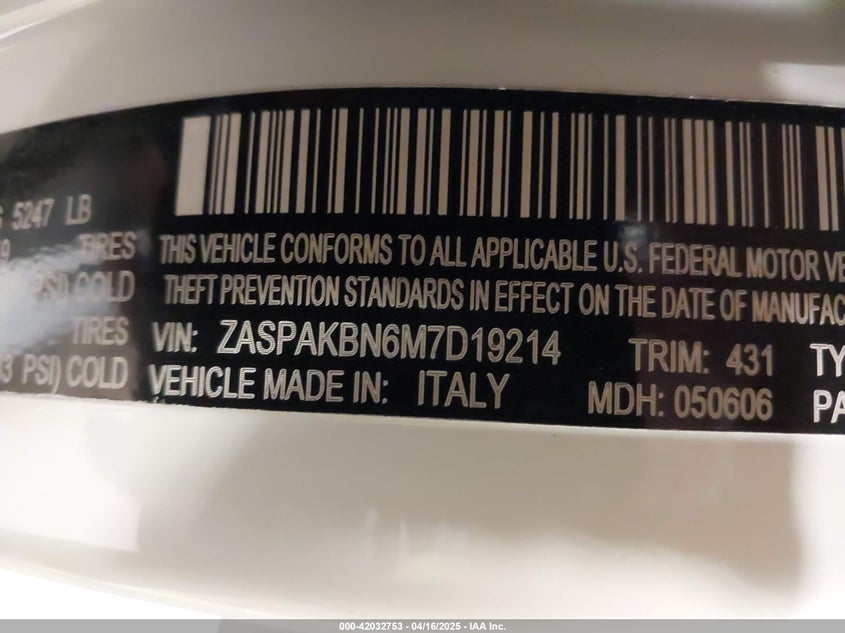 5247 LB
THIS VEHICLE CONFORMS TO ALL APPLICABLE U.S. FEDERAL MOTOR
TIRES
PSI) COLD
THEFT PREVENTION STANDARDS IN EFFECT ON THE DATE OF
TIRES
VIN: ZASPAKBN6M7D19214 TRIM: 431
PSI) COLD
VEHICLE MADE IN: ITALY MDH: 050606
000-42032753 - 04/16/2025 - IAA Inc.